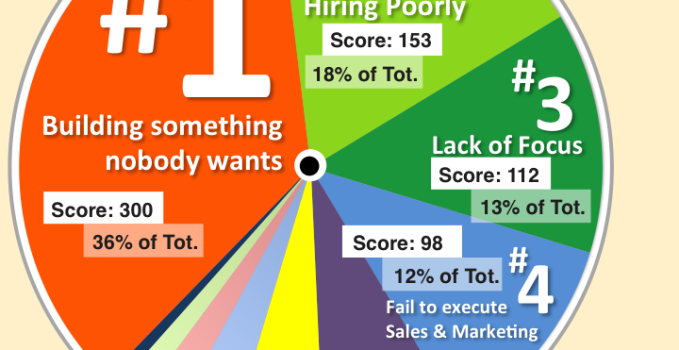 #1
Building something
nobody wants
Score: 300
36% of Tot.
Hiring Poorly
Score: 153
18% of Tot.
#3
Lack of Focus
Score: 112
13% of Tot.
Score: 98
12% of Tot.
#4
Fail to execute
Sales & Marketing